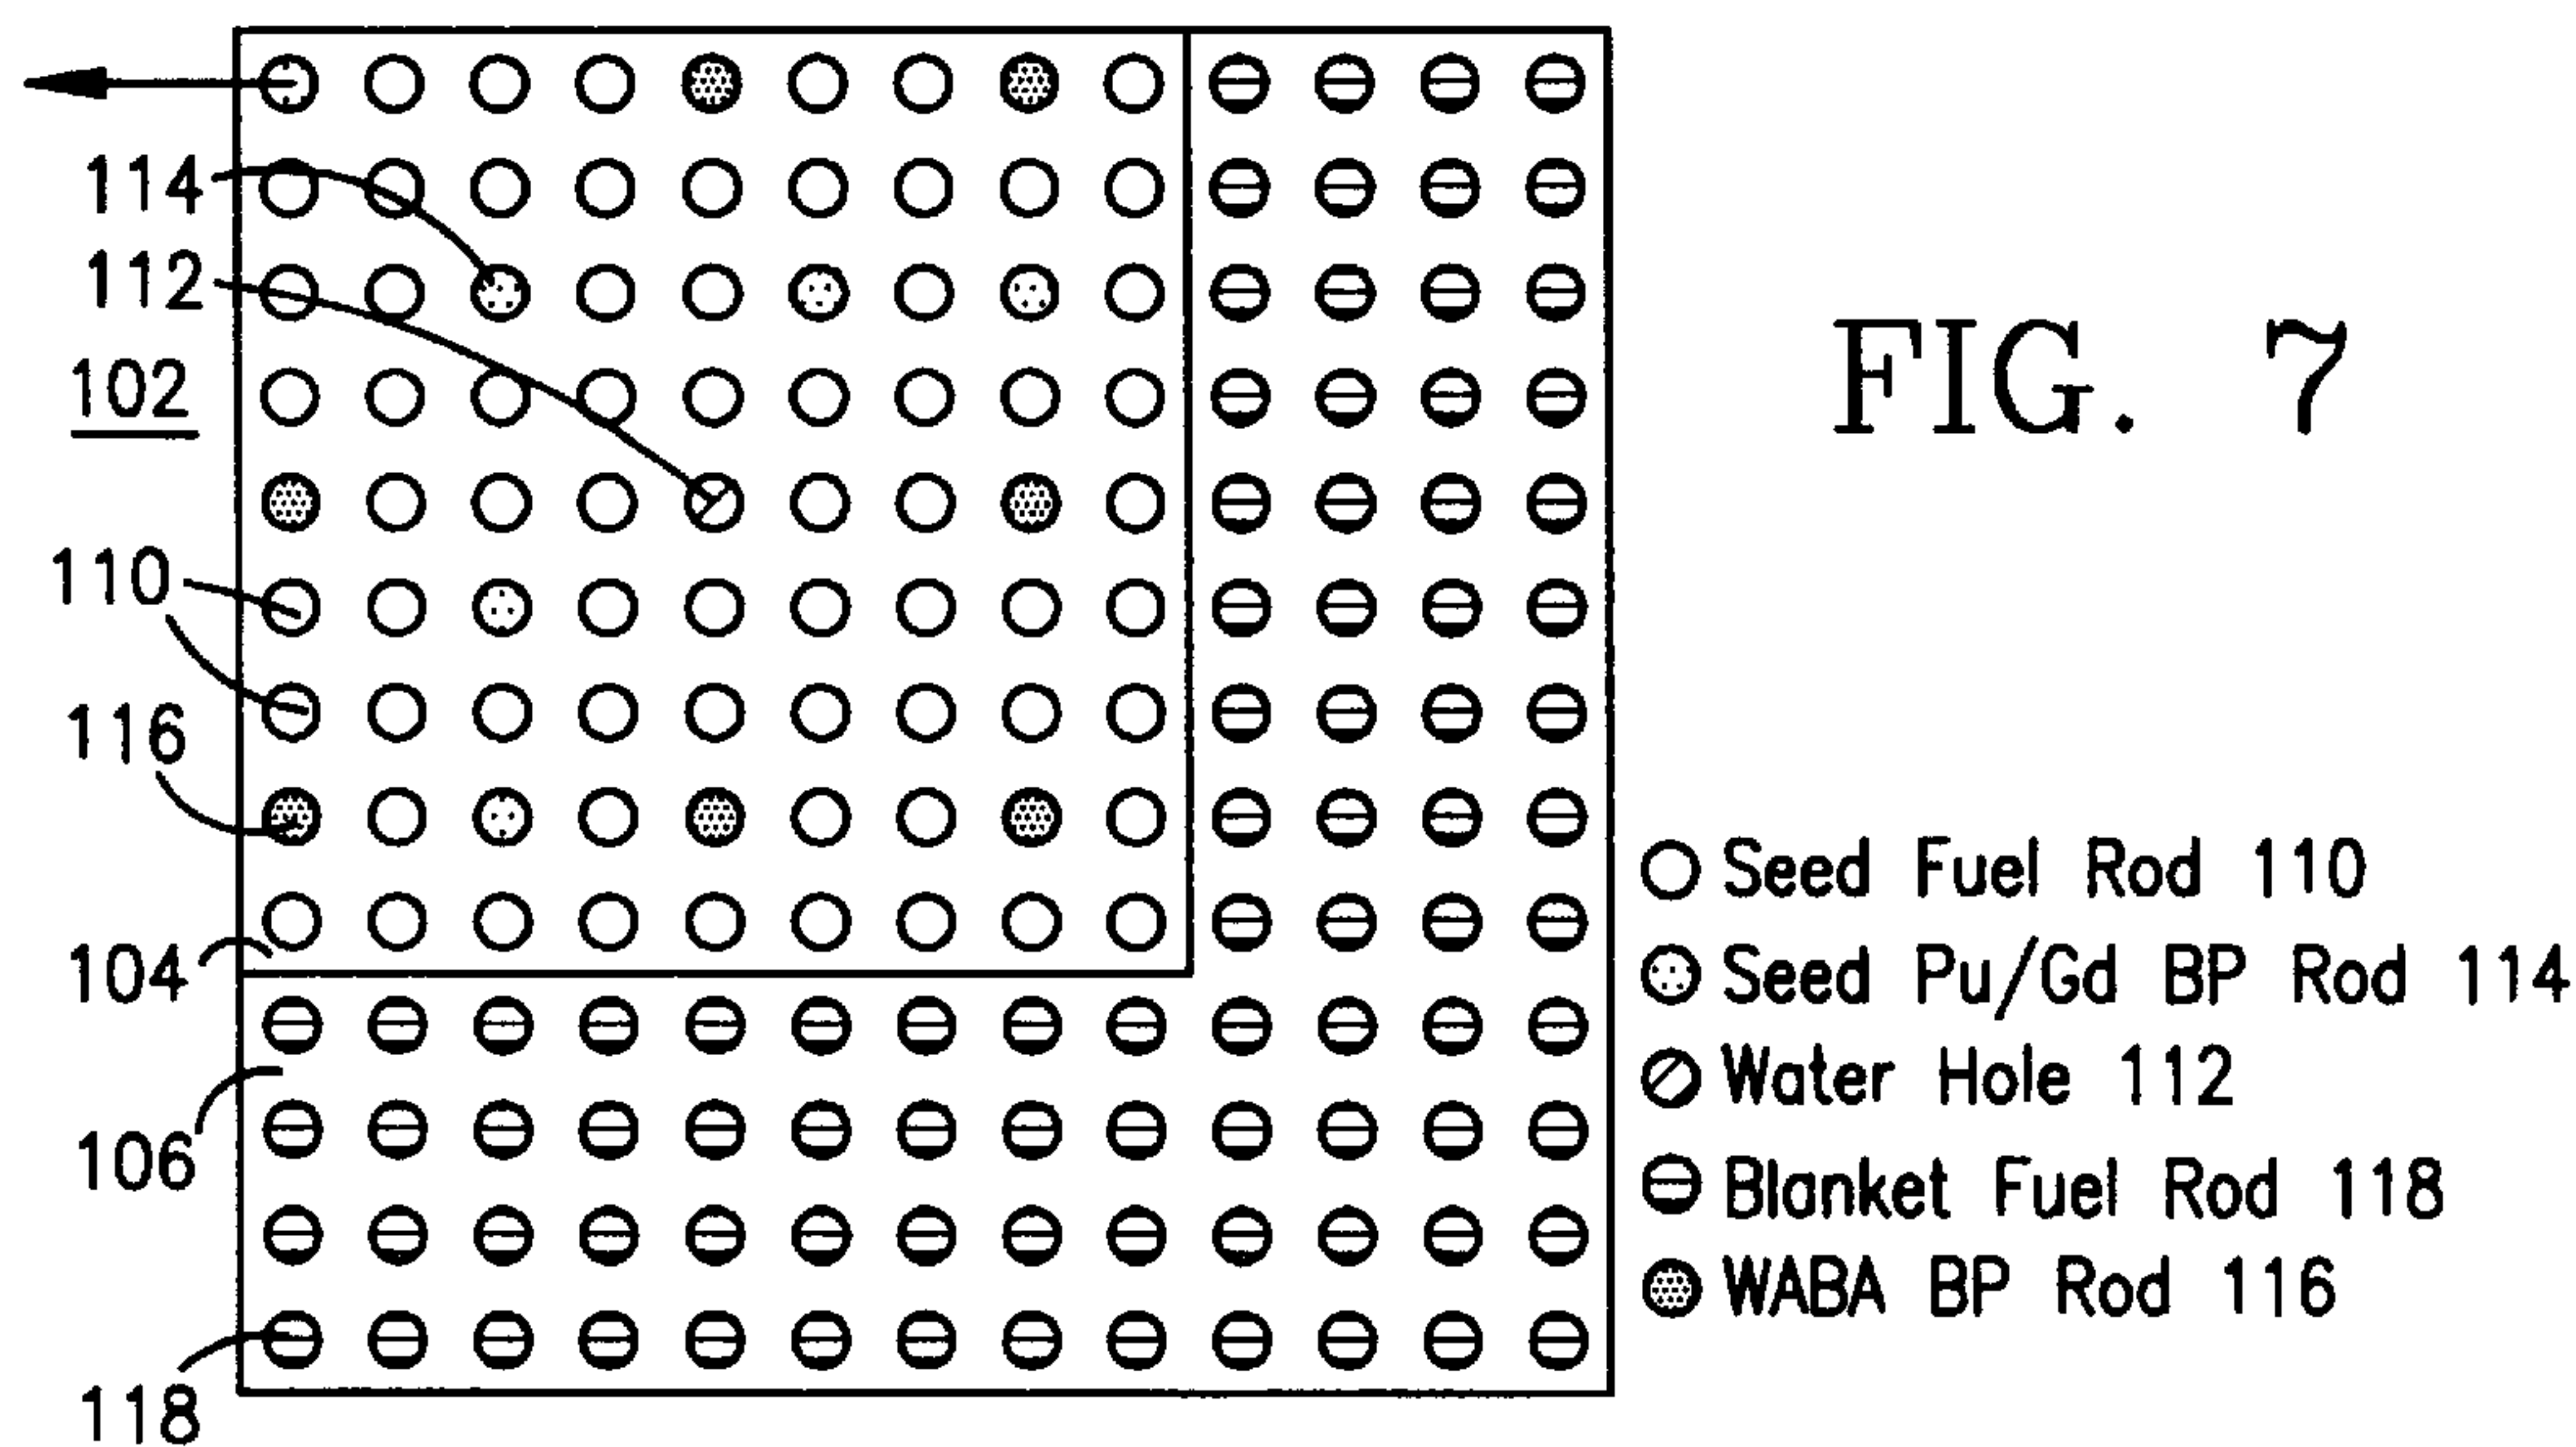 114
112
102
110
116
104
106
118
FIG. 7
Seed Fuel Rod 110
Seed Pu/Gd BP Rod 114
Water Hole 112
Blanket Fuel Rod 118
WABA BP Rod 116